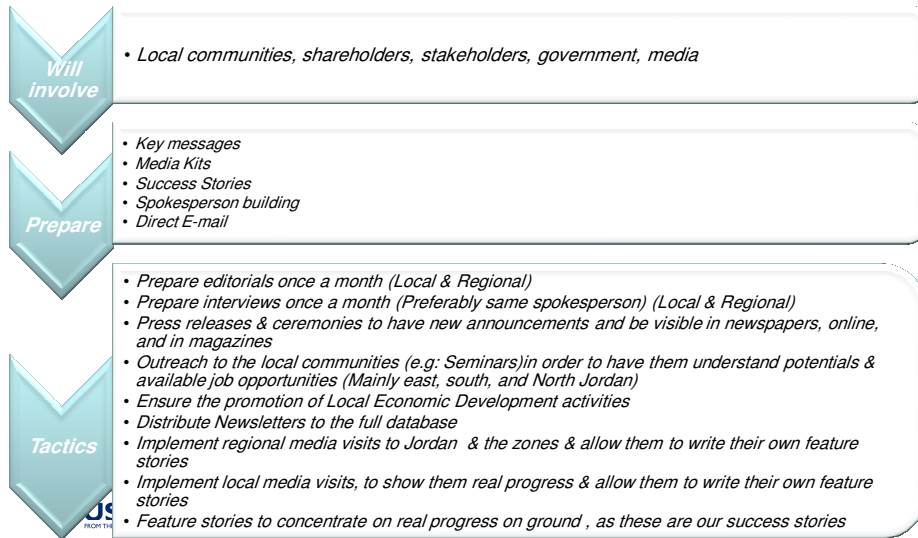 Will
involve
• Local communities, shareholders, stakeholders, government, media
Prepare
• Key messages
• Media Kits
• Success Stories
• Spokesperson building
• Direct E-mail
Tactics
• Prepare editorials once a month (Local & Regional)
• Prepare interviews once a month (Preferably same spokesperson) (Local & Regional)
• Press releases & ceremonies to have new announcements and be visible in newspapers, online,
and in magazines
• Outreach to the local communities (e.g: Seminars)in order to have them understand potentials &
available job opportunities (Mainly east, south, and North Jordan)
• Ensure the promotion of Local Economic Development activities
• Distribute Newsletters to the full database
• Implement regional media visits to Jordan & the zones & allow them to write their own feature
stories
• Implement local media visits, to show them real progress & allow them to write their own feature
stories
• Feature stories to concentrate on real progress on ground , as these are our success stories
FROM